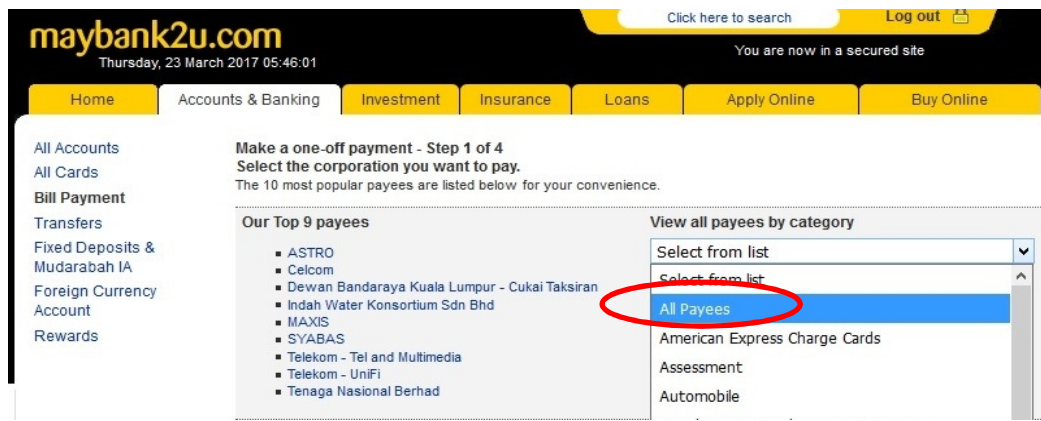 Click here to search
Log out
maybank2u.com
Thursday, 23 March 2017 05:46:01
You are now in a secured site
Home Accounts & Banking Investment Insurance Loans Apply Online Buy Online
All Accounts
All Cards
Bill Payment
Transfers
Fixed Deposits &
Mudarabah IA
Foreign Currency
Account
Rewards
Make a one-off payment - Step 1 of 4
Select the corporation you want to pay.
The 10 most popular payees are listed below for your convenience.
Our Top 9 payees
ASTRO
Celcom
Dewan Bandaraya Kuala Lumpur - Cukai Taksiran
Indah Water Konsortium Sdn Bhd
MAXIS
SYABAS
Telekom - Tel and Multimedia
Telekom - UniFi
Tenaga Nasional Berhad
View all payees by category
Select from list
Select from list
All Payees
American Express Charge Cards
Assessment
Automobile